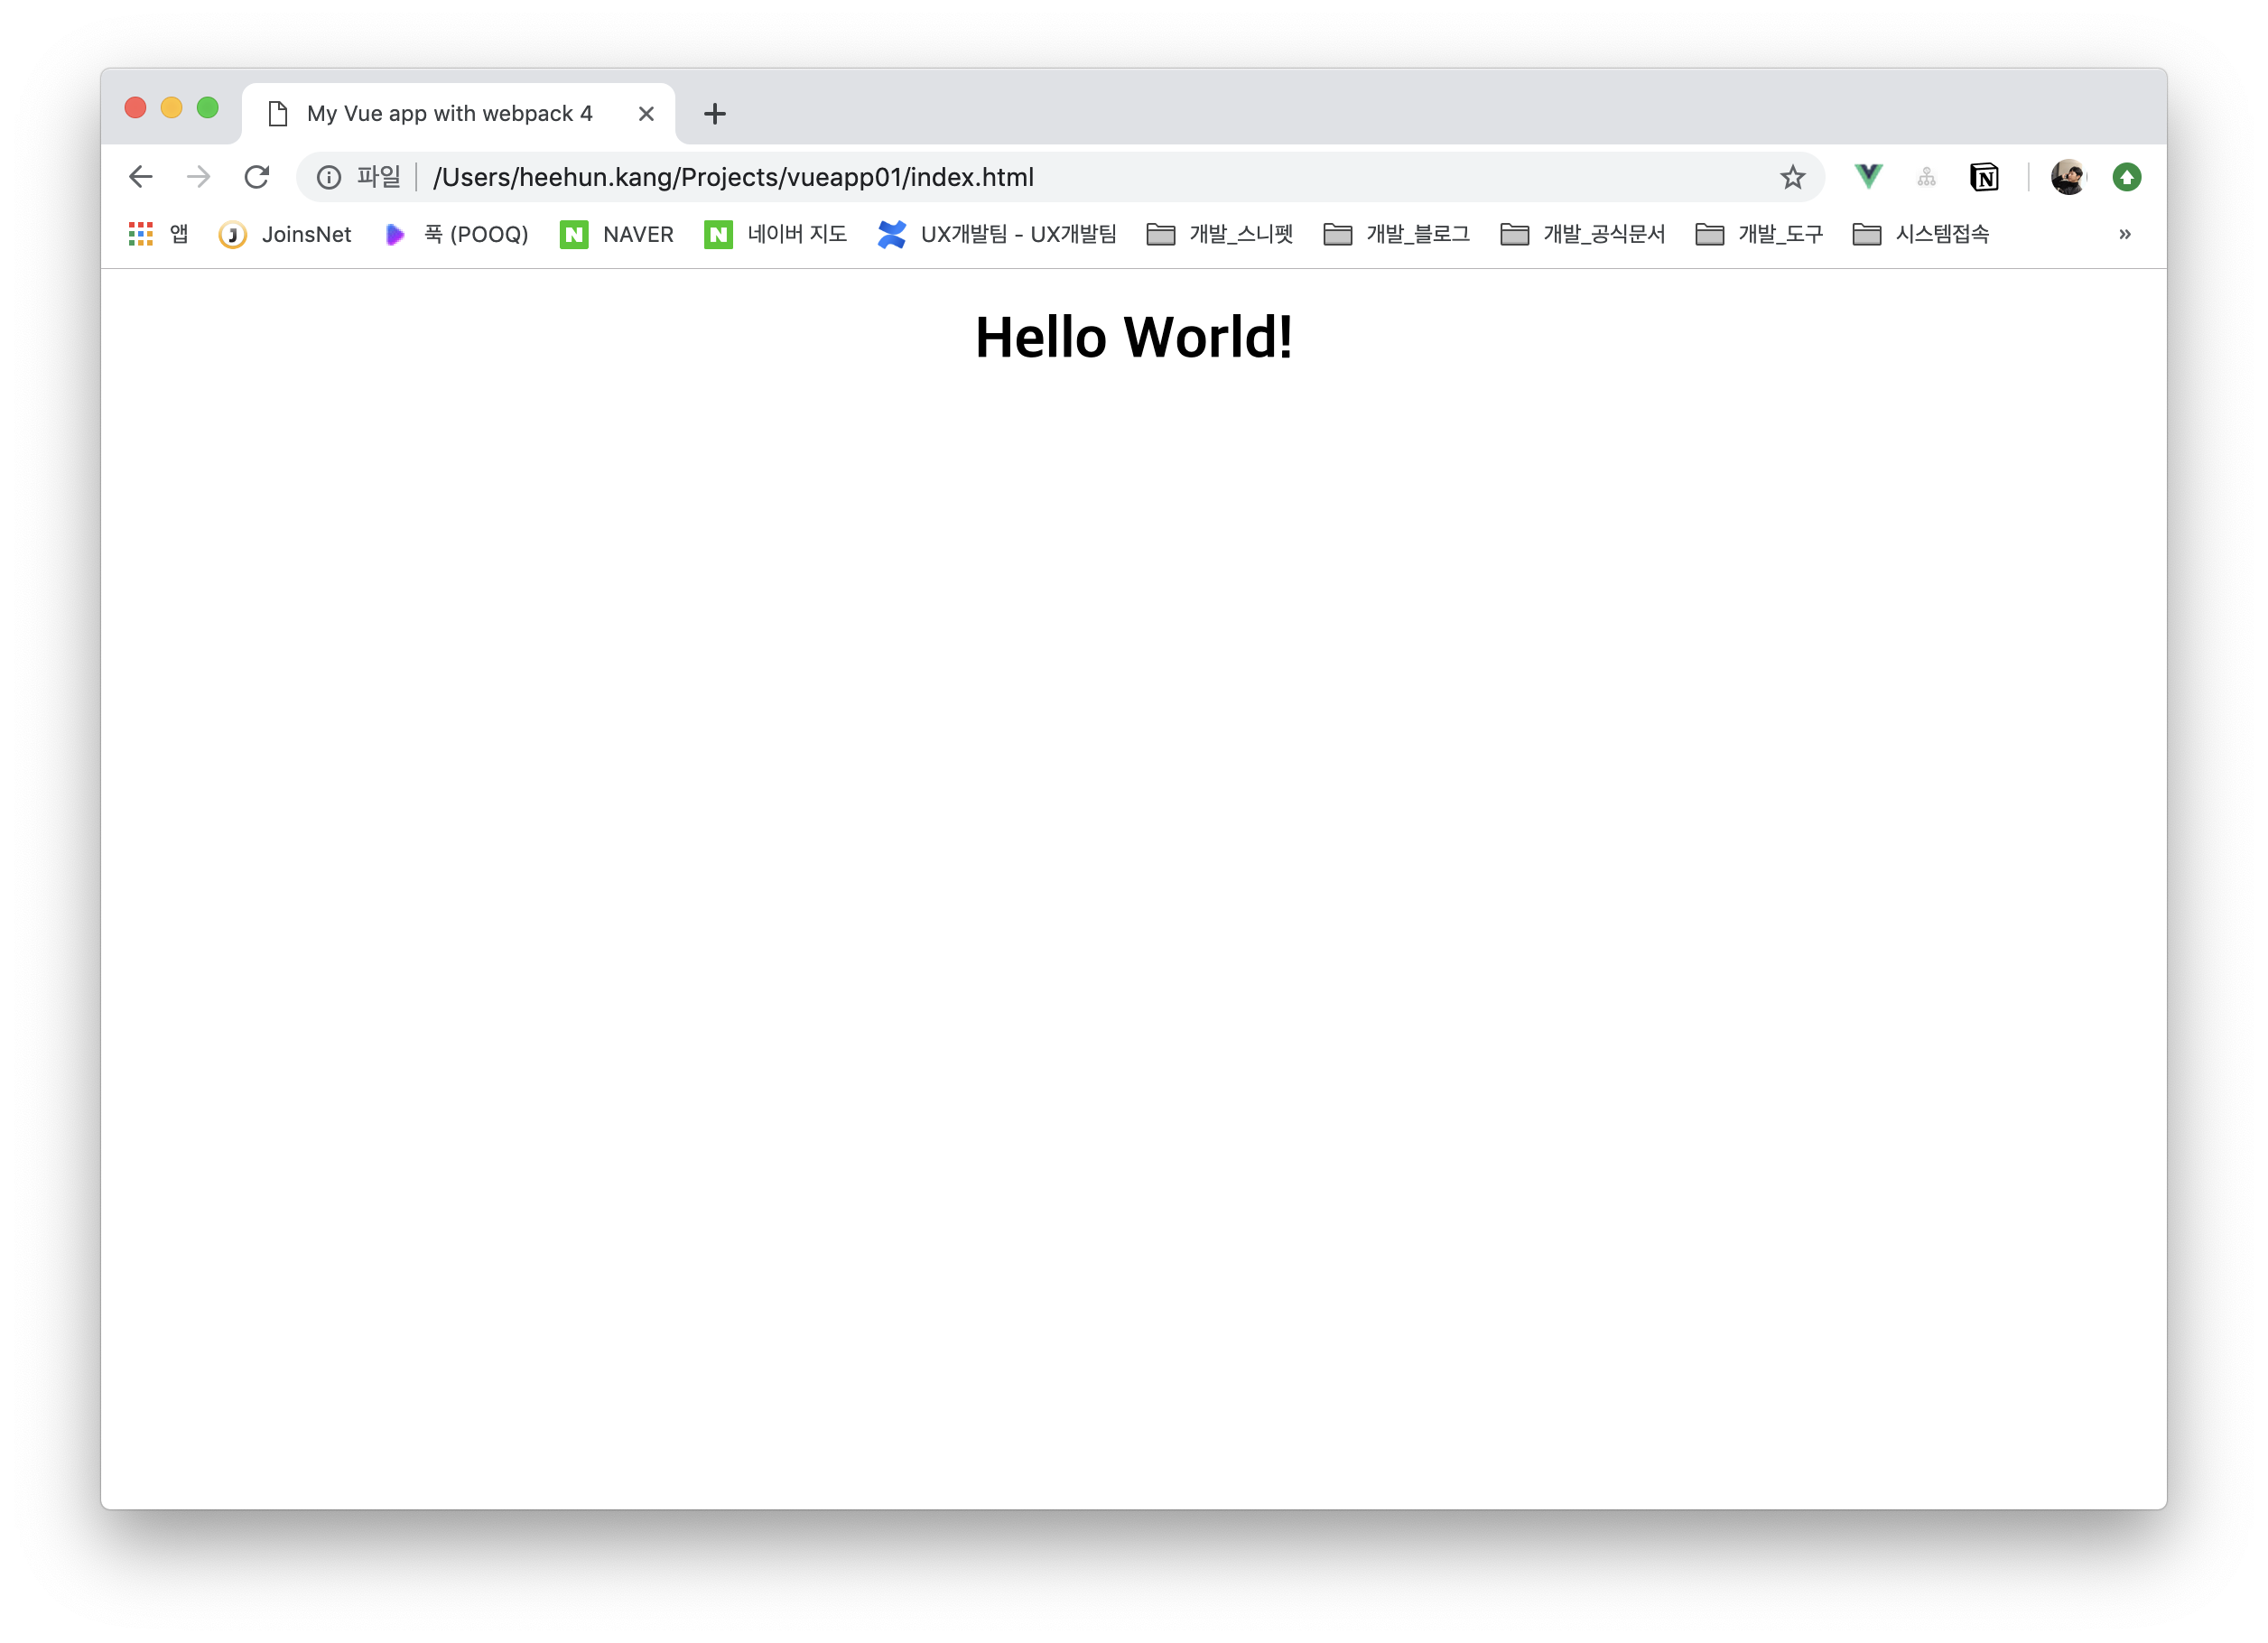 My Vue app with webpack 4
파일 /Users/heehun.kang/Projects/vueapp01/index.html
앱 JoinsNet 푹 (POOQ) NAVER 네이버 지도 UX개발팀 - UX개발팀 개발_스니펫 개발_블로그 개발_공식문서 개발_도구 시스템접속 »
Hello World!